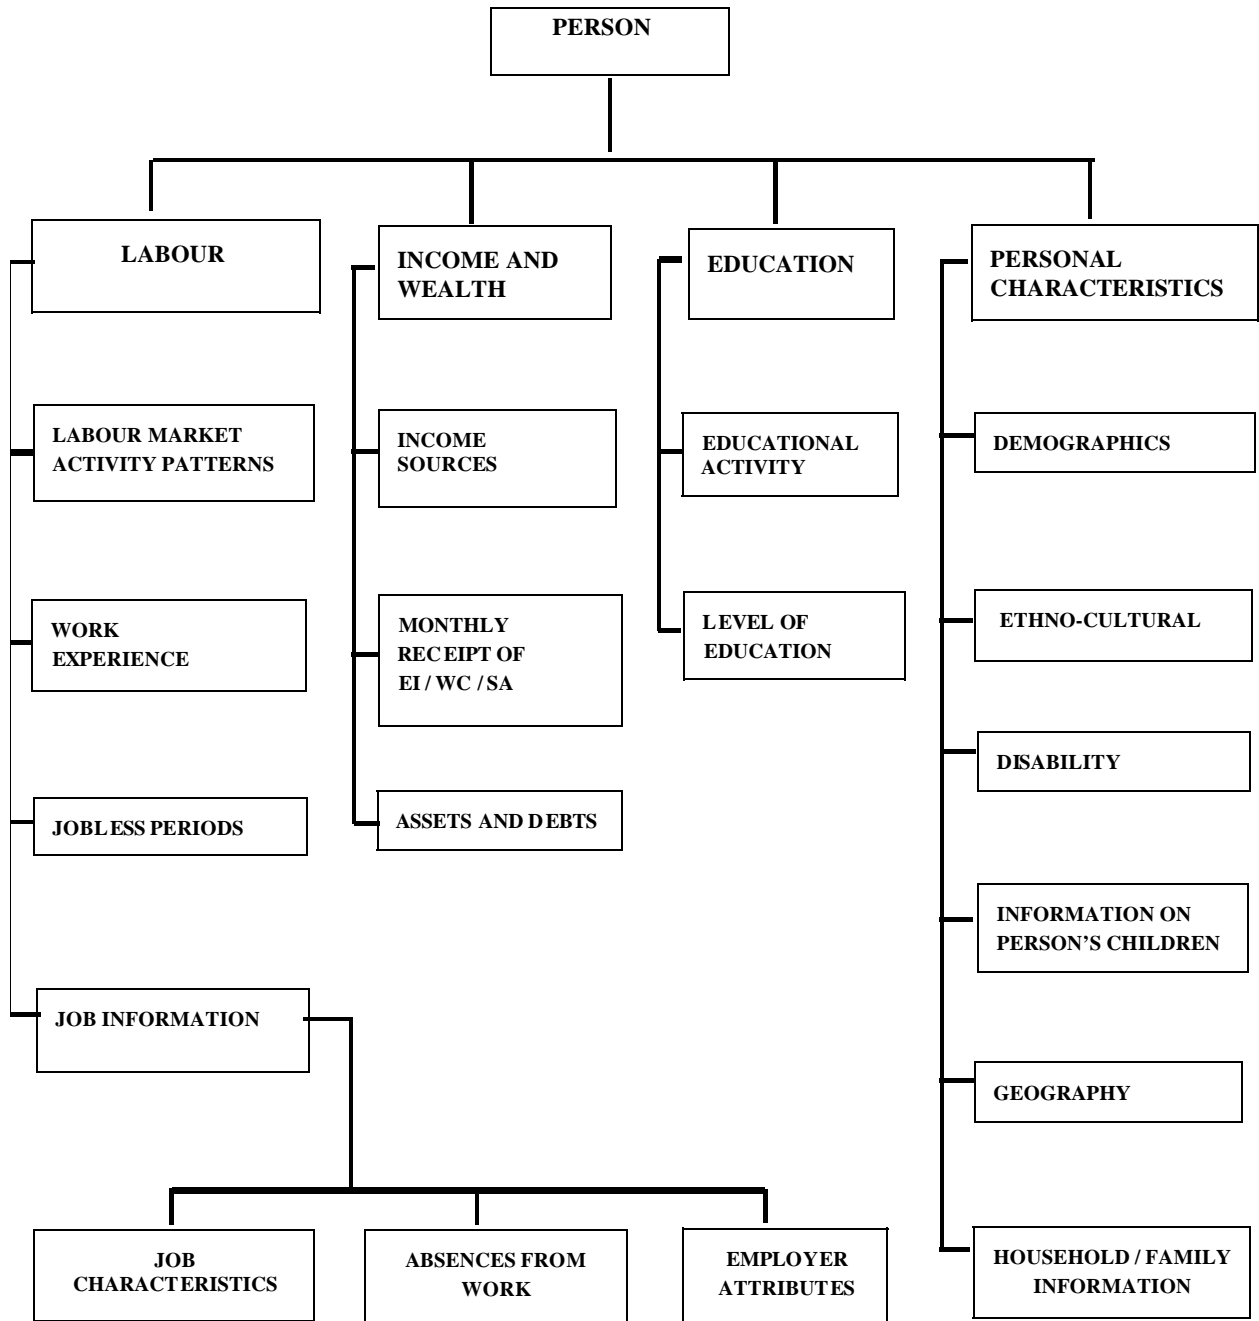 PERSON
LABOUR
INCOME AND
WEALTH
EDUCATION
PERSONAL
CHARACTERISTICS
LABOUR MARKET
ACTIVITY PATTERNS
INCOME
SOURCES
EDUCATIONAL
ACTIVITY
DEMOGRAPHICS
WORK
EXPERIENCE
MONTHLY
RECEIPT OF
EI / WC / SA
LEVEL OF
EDUCATION
ETHNO-CULTURAL
DISABILITY
JOBLESS PERIODS
ASSETS AND DEBTS
INFORMATION ON
PERSON’S CHILDREN
JOB INFORMATION
GEOGRAPHY
JOB
CHARACTERISTICS
ABSENCES FROM
WORK
EMPLOYER
ATTRIBUTES
HOUSEHOLD / FAMILY
INFORMATION